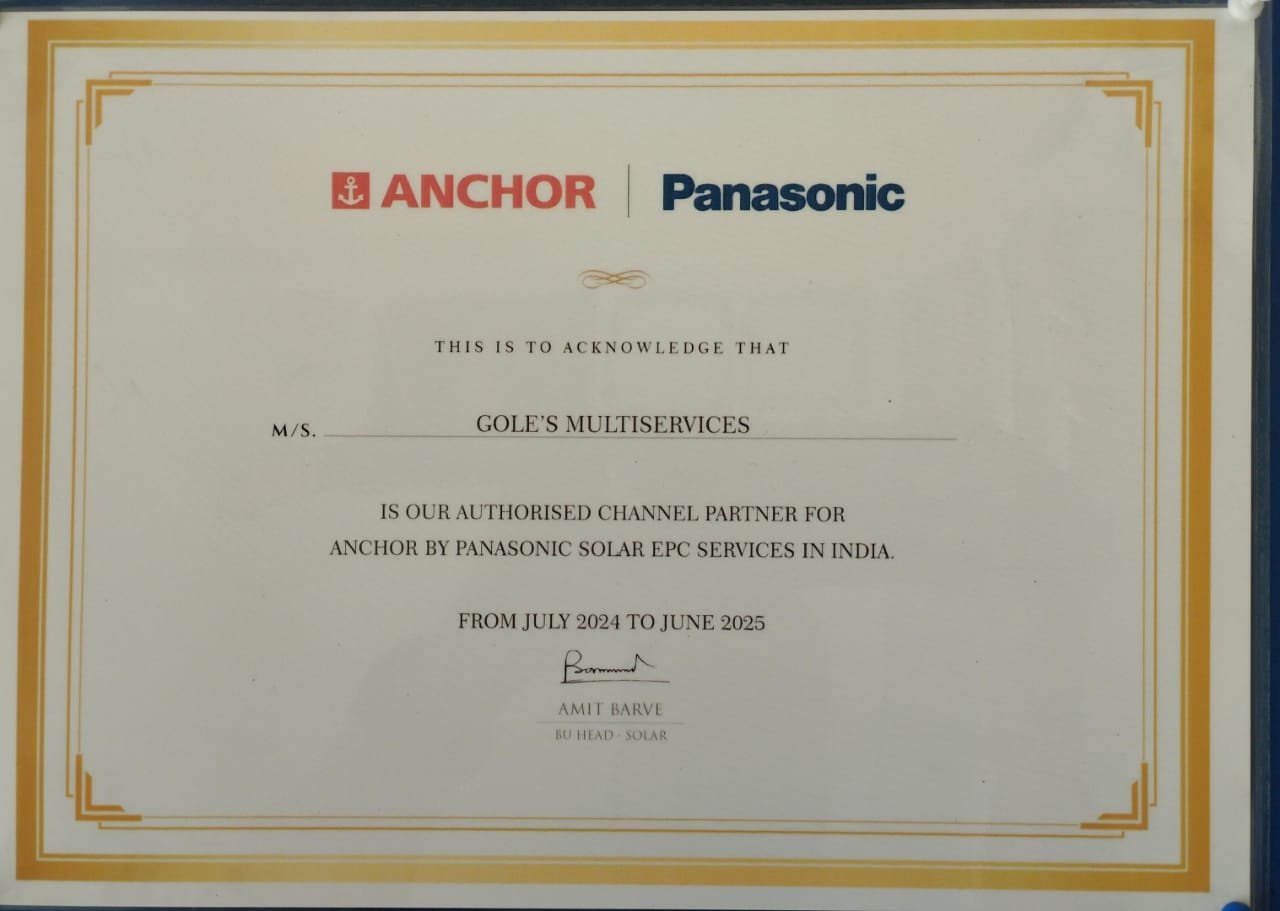 ANCHOR | Panasonic
THIS IS TO ACKNOWLEDGE THAT
M/S. GOLE'S MULTISERVICES
IS OUR AUTHORISED CHANNEL PARTNER FOR
ANCHOR BY PANASONIC SOLAR EPC SERVICES IN INDIA.
FROM JULY 2024 TO JUNE 2025
AMIT BARVE
BU HEAD - SOLAR